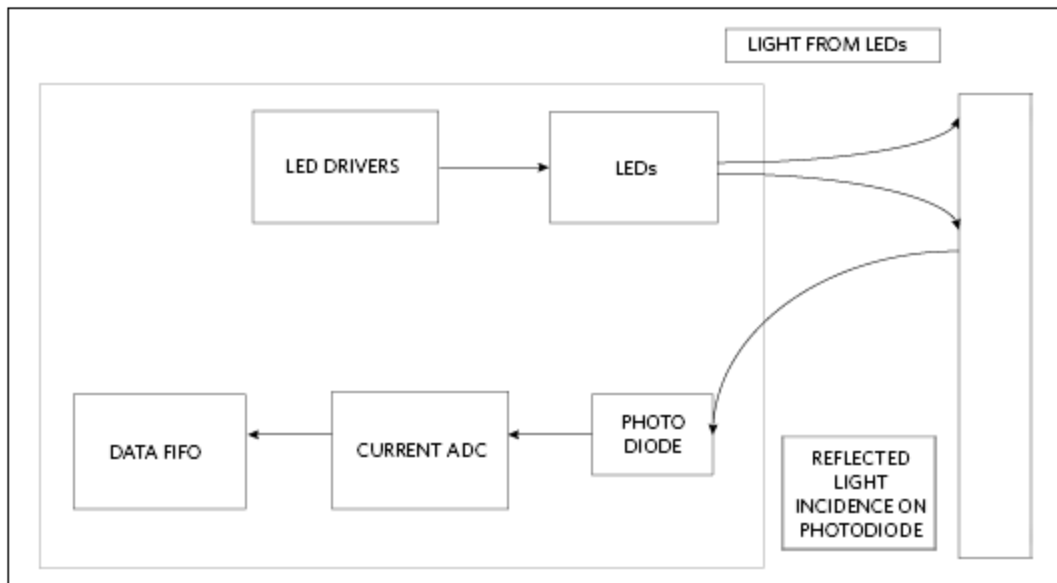 LIGHT FROM LEDs
LED DRIVERS
LEDs
DATA FIFO
CURRENT ADC
PHOTO
DIODE
REFLECTED
LIGHT
INCIDENCE ON
PHOTODIODE